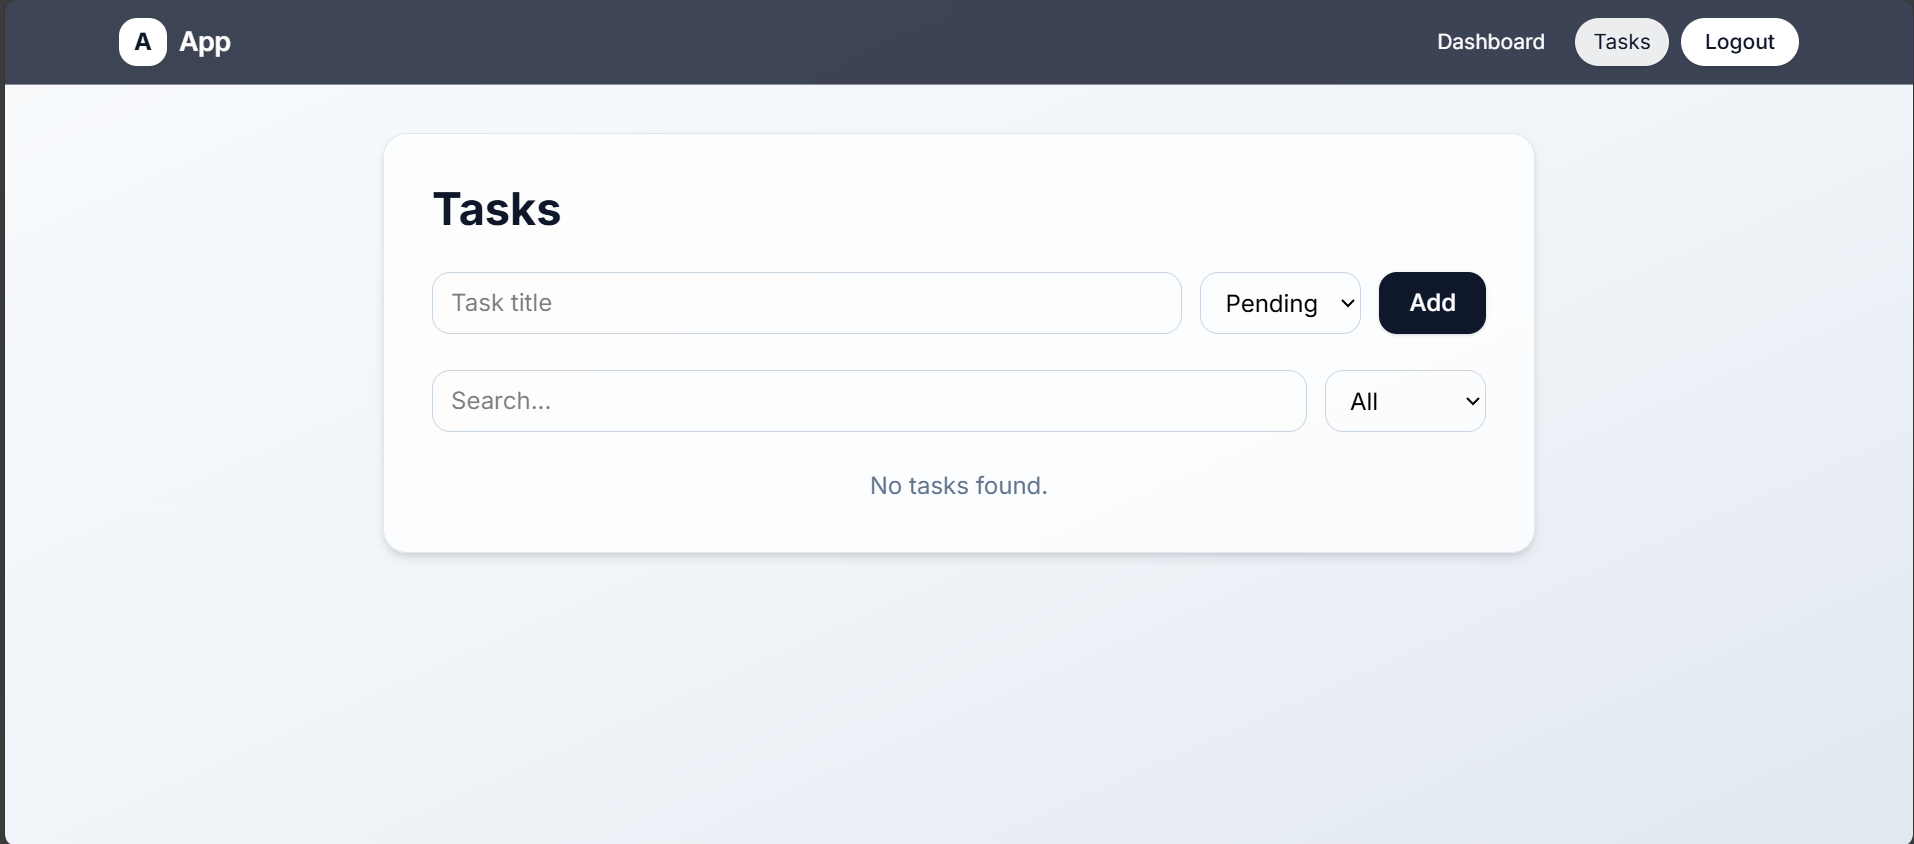 A App Dashboard Tasks Logout
Tasks
Task title Pending Add
Search... All
No tasks found.